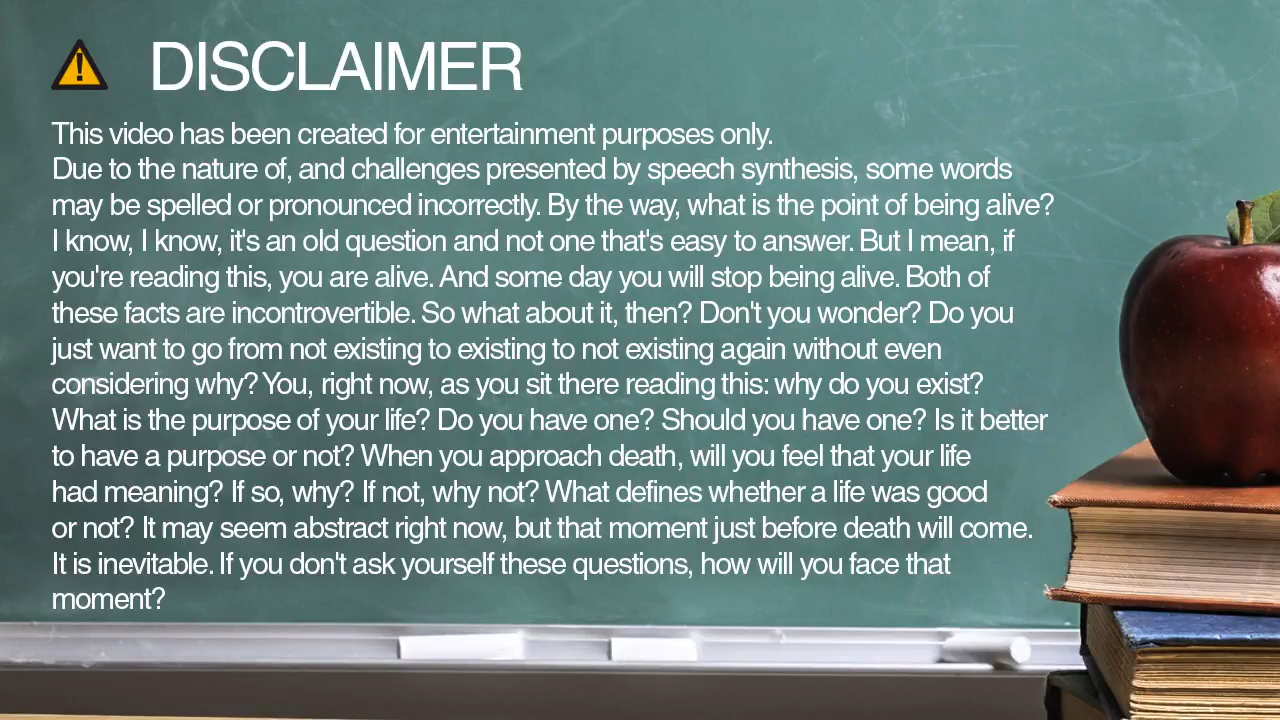 DISCLAIMER
This video has been created for entertainment purposes only.
Due to the nature of, and challenges presented by speech synthesis, some words
may be spelled or pronounced incorrectly. By the way, what is the point of being alive?
I know, I know, it's an old question and not one that's easy to answer. But I mean, if
you're reading this, you are alive. And some day you will stop being alive. Both of
these facts are incontrovertible. So what about it, then? Don't you wonder? Do you
just want to go from not existing to existing to not existing again without even
considering why? You, right now, as you sit there reading this: why do you exist?
What is the purpose of your life? Do you have one? Should you have one? Is it better
to have a purpose or not? When you approach death, will you feel that your life
had meaning? If so, why? If not, why not? What defines whether a life was good
or not? It may seem abstract right now, but that moment just before death will come.
It is inevitable. If you don't ask yourself these questions, how will you face that
moment?